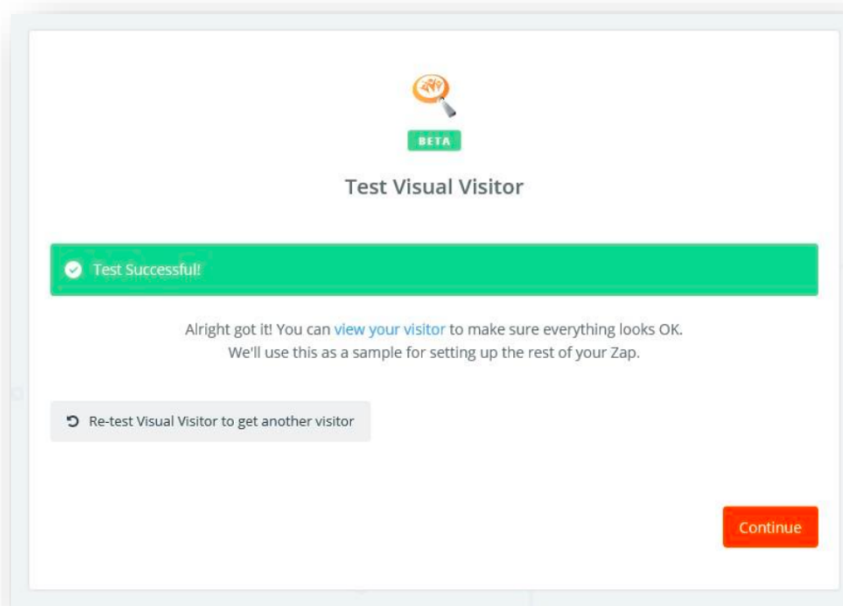 BETA
Test Visual Visitor
Test Successful!
Alright got it! You can view your visitor to make sure everything looks OK.
We'll use this as a sample for setting up the rest of your Zap.
Re-test Visual Visitor to get another visitor
Continue